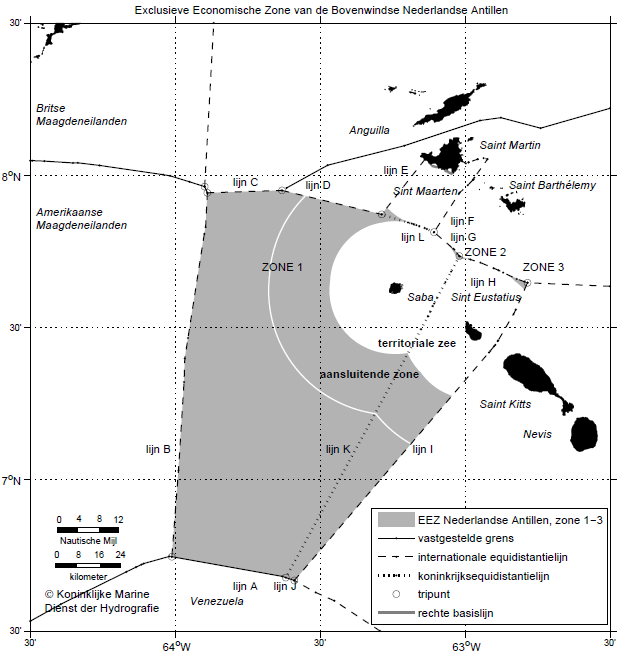 Exclusieve Economische Zone van de Bovenwindse Nederlandse Antillen
30'
Britse
Maagdeneilanden
Anguilla
Saint Martin
8°N
lijn C
lijn D
lijn E
Sint Maarten
Saint Barthélemy
Amerikaanse
Maagdeneilanden
lijn F
lijn L
lijn G
ZONE 2
ZONE 1
ZONE 3
lijn H
Saba
Sint Eustatius
30'
territoriale zee
aansluitende zone
Saint Kitts
Nevis
lijn B
lijn K
lijn I
7°N
0 4 8 12
Nautische Mijl
0 8 16 24
kilometer
EEZ Nederlandse Antillen, zone 1−3
vastgestelde grens
internationale equidistantielijn
koninkrijksequidistantielijn
tripunt
rechte basislijn
lijn A
lijn J
© Koninklijke Marine
Dienst der Hydrografie
Venezuela
30'
30'
64°W
30'
63°W
30'